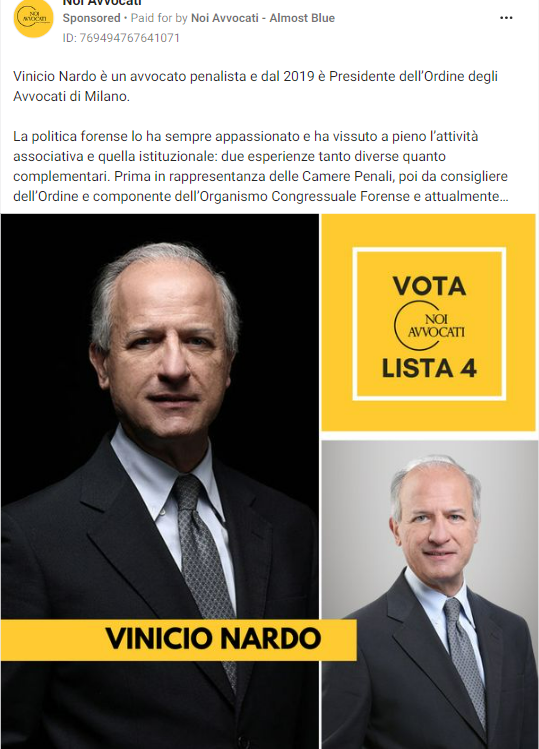 Noi Avvocati
NOI
AVVOCATI
Sponsored • Paid for by Noi Avvocati - Almost Blue
ID: 769494767641071
Vinicio Nardo è un avvocato penalista e dal 2019 è Presidente dell'Ordine degli
Avvocati di Milano.
La politica forense lo ha sempre appassionato e ha vissuto a pieno l'attività
associativa e quella istituzionale: due esperienze tanto diverse quanto
complementari. Prima in rappresentanza delle Camere Penali, poi da consigliere
dell'Ordine e componente dell'Organismo Congressuale Forense e attualmente...
VOTA
NOI
AVVOCATI
LISTA 4
VINICIO NARDO